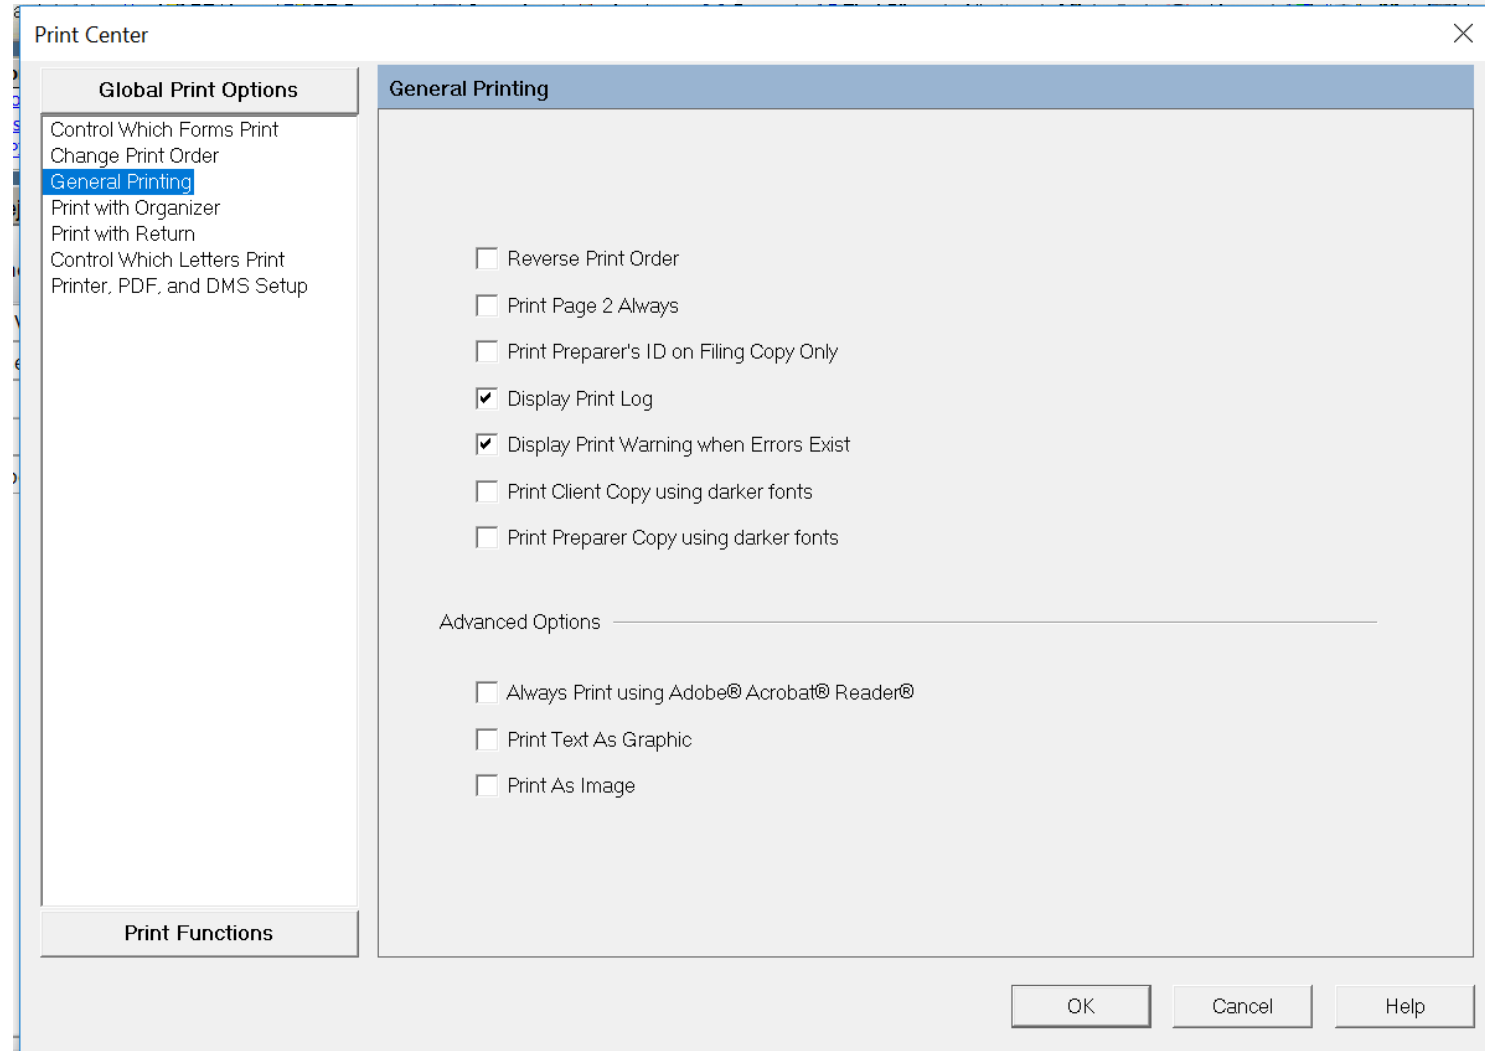 Print Center
Global Print Options
General Printing
Control Which Forms Print
Change Print Order
General Printing
Print with Organizer
Print with Return
Control Which Letters Print
Printer, PDF, and DMS Setup
Reverse Print Order
Print Page 2 Always
Print Preparer's ID on Filing Copy Only
Display Print Log
Display Print Warning when Errors Exist
Print Client Copy using darker fonts
Print Preparer Copy using darker fonts
Advanced Options
Always Print using Adobe® Acrobat® Reader®
Print Text As Graphic
Print As Image
Print Functions
OK
Cancel
Help